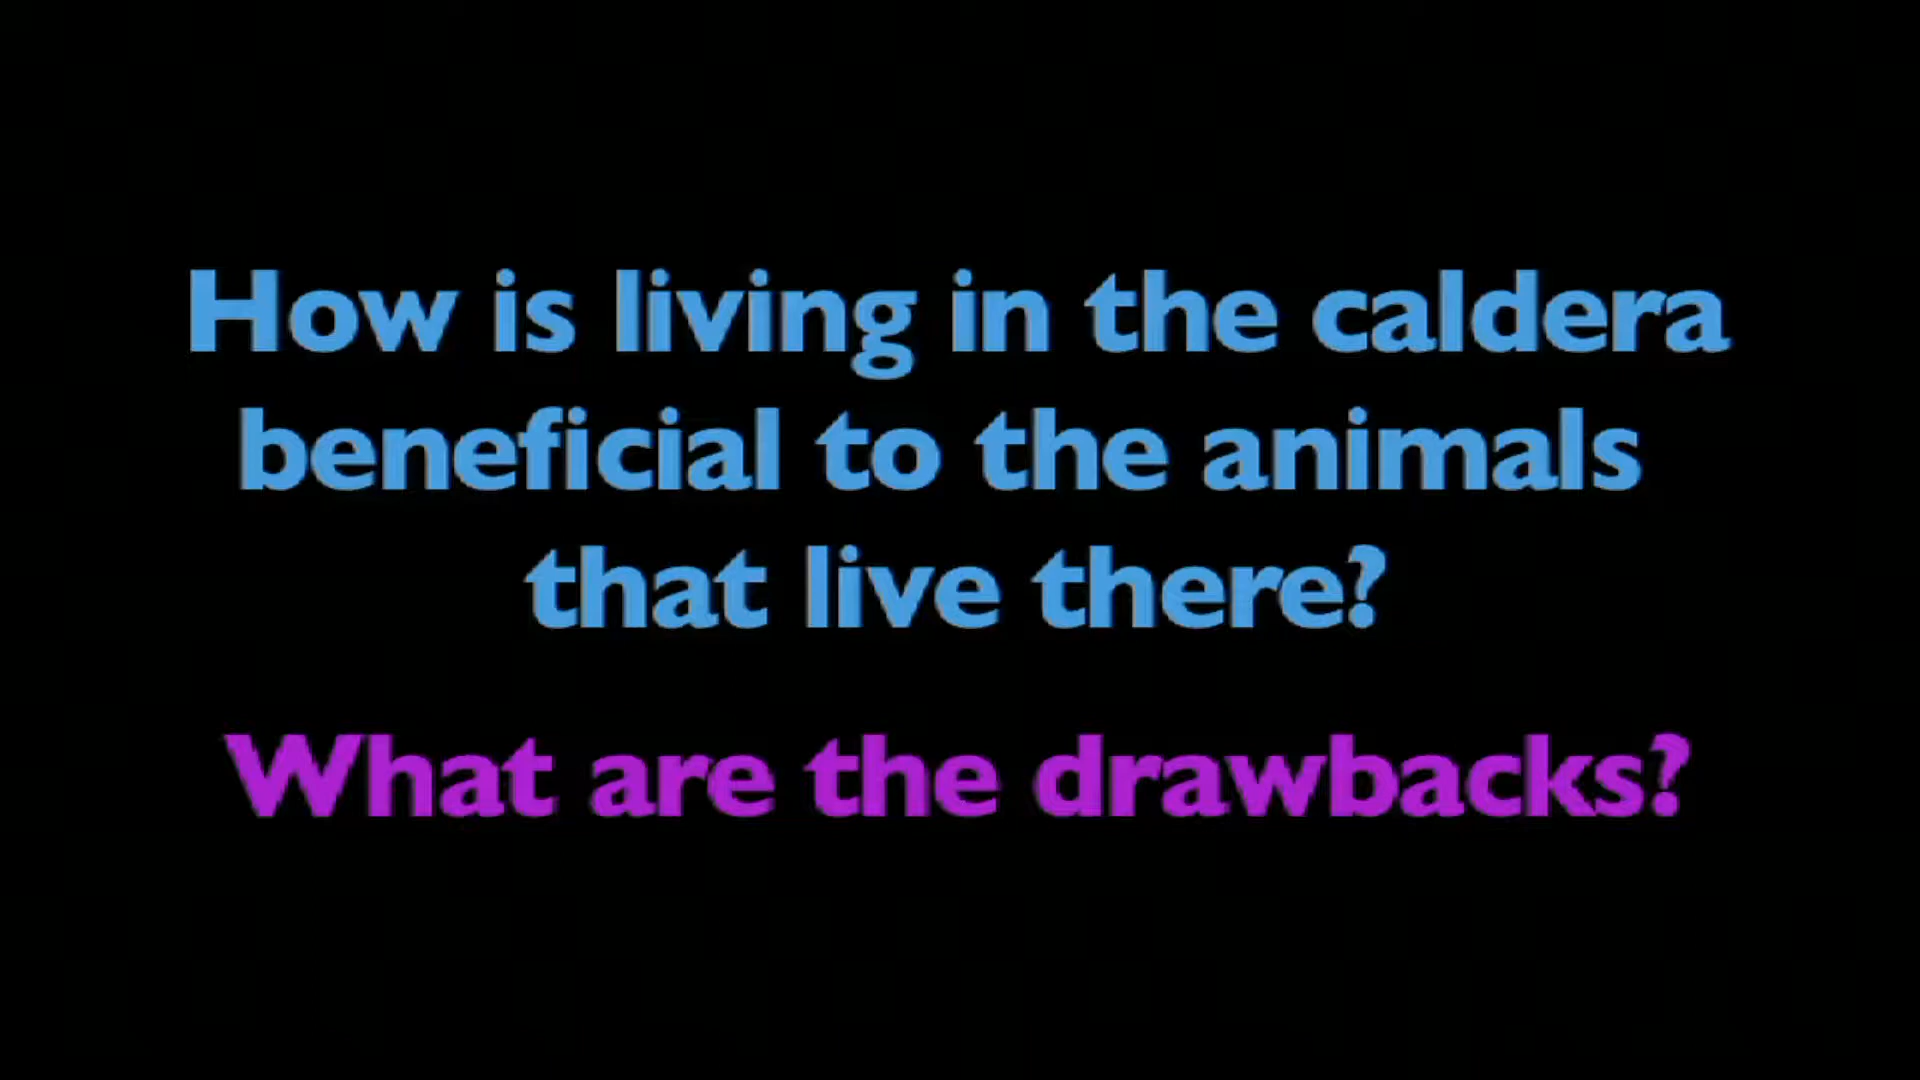 How is living in the caldera
beneficial to the animals
that live there?
What are the drawbacks?